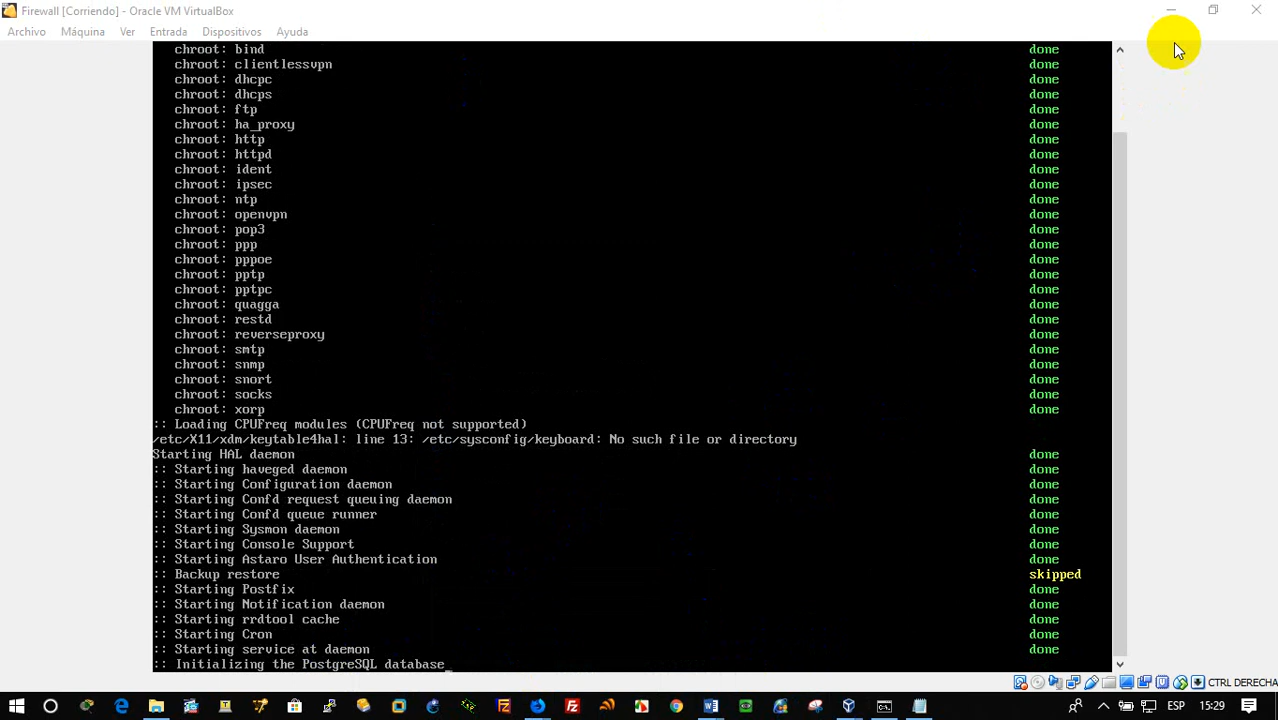 Firewall [Corriendo] - Oracle VM VirtualBox
Archivo Máquina Ver Entrada Dispositivos Ayuda
chroot: bind done
chroot: clientlessvpn done
chroot: dhcpc done
chroot: dhcps done
chroot: ftp done
chroot: ha_proxy done
chroot: http done
chroot: httpd done
chroot: ident done
chroot: ipsec done
chroot: ntp done
chroot: openvpn done
chroot: pop3 done
chroot: ppp done
chroot: pppoe done
chroot: pptp done
chroot: pptpc done
chroot: quagga done
chroot: restd done
chroot: reverseproxy done
chroot: smtp done
chroot: snmp done
chroot: snort done
chroot: socks done
chroot: xorp done
:: Loading CPUFreq modules (CPUFreq not supported)
/etc/X11/xdm/keytable4hal: line 13: /etc/sysconfig/keyboard: No such file or directory
Starting HAL daemon done
:: Starting haveged daemon done
:: Starting Configuration daemon done
:: Starting Confd request queuing daemon done
:: Starting Confd queue runner done
:: Starting Sysmon daemon done
:: Starting Console Support done
:: Starting Astaro User Authentication done
:: Backup restore skipped
:: Starting Postfix done
:: Starting Notification daemon done
:: Starting rrdtool cache done
:: Starting Cron done
:: Starting service at daemon done
:: Initializing the PostgreSQL database_
CTRL DERECHA
ESP 15:29